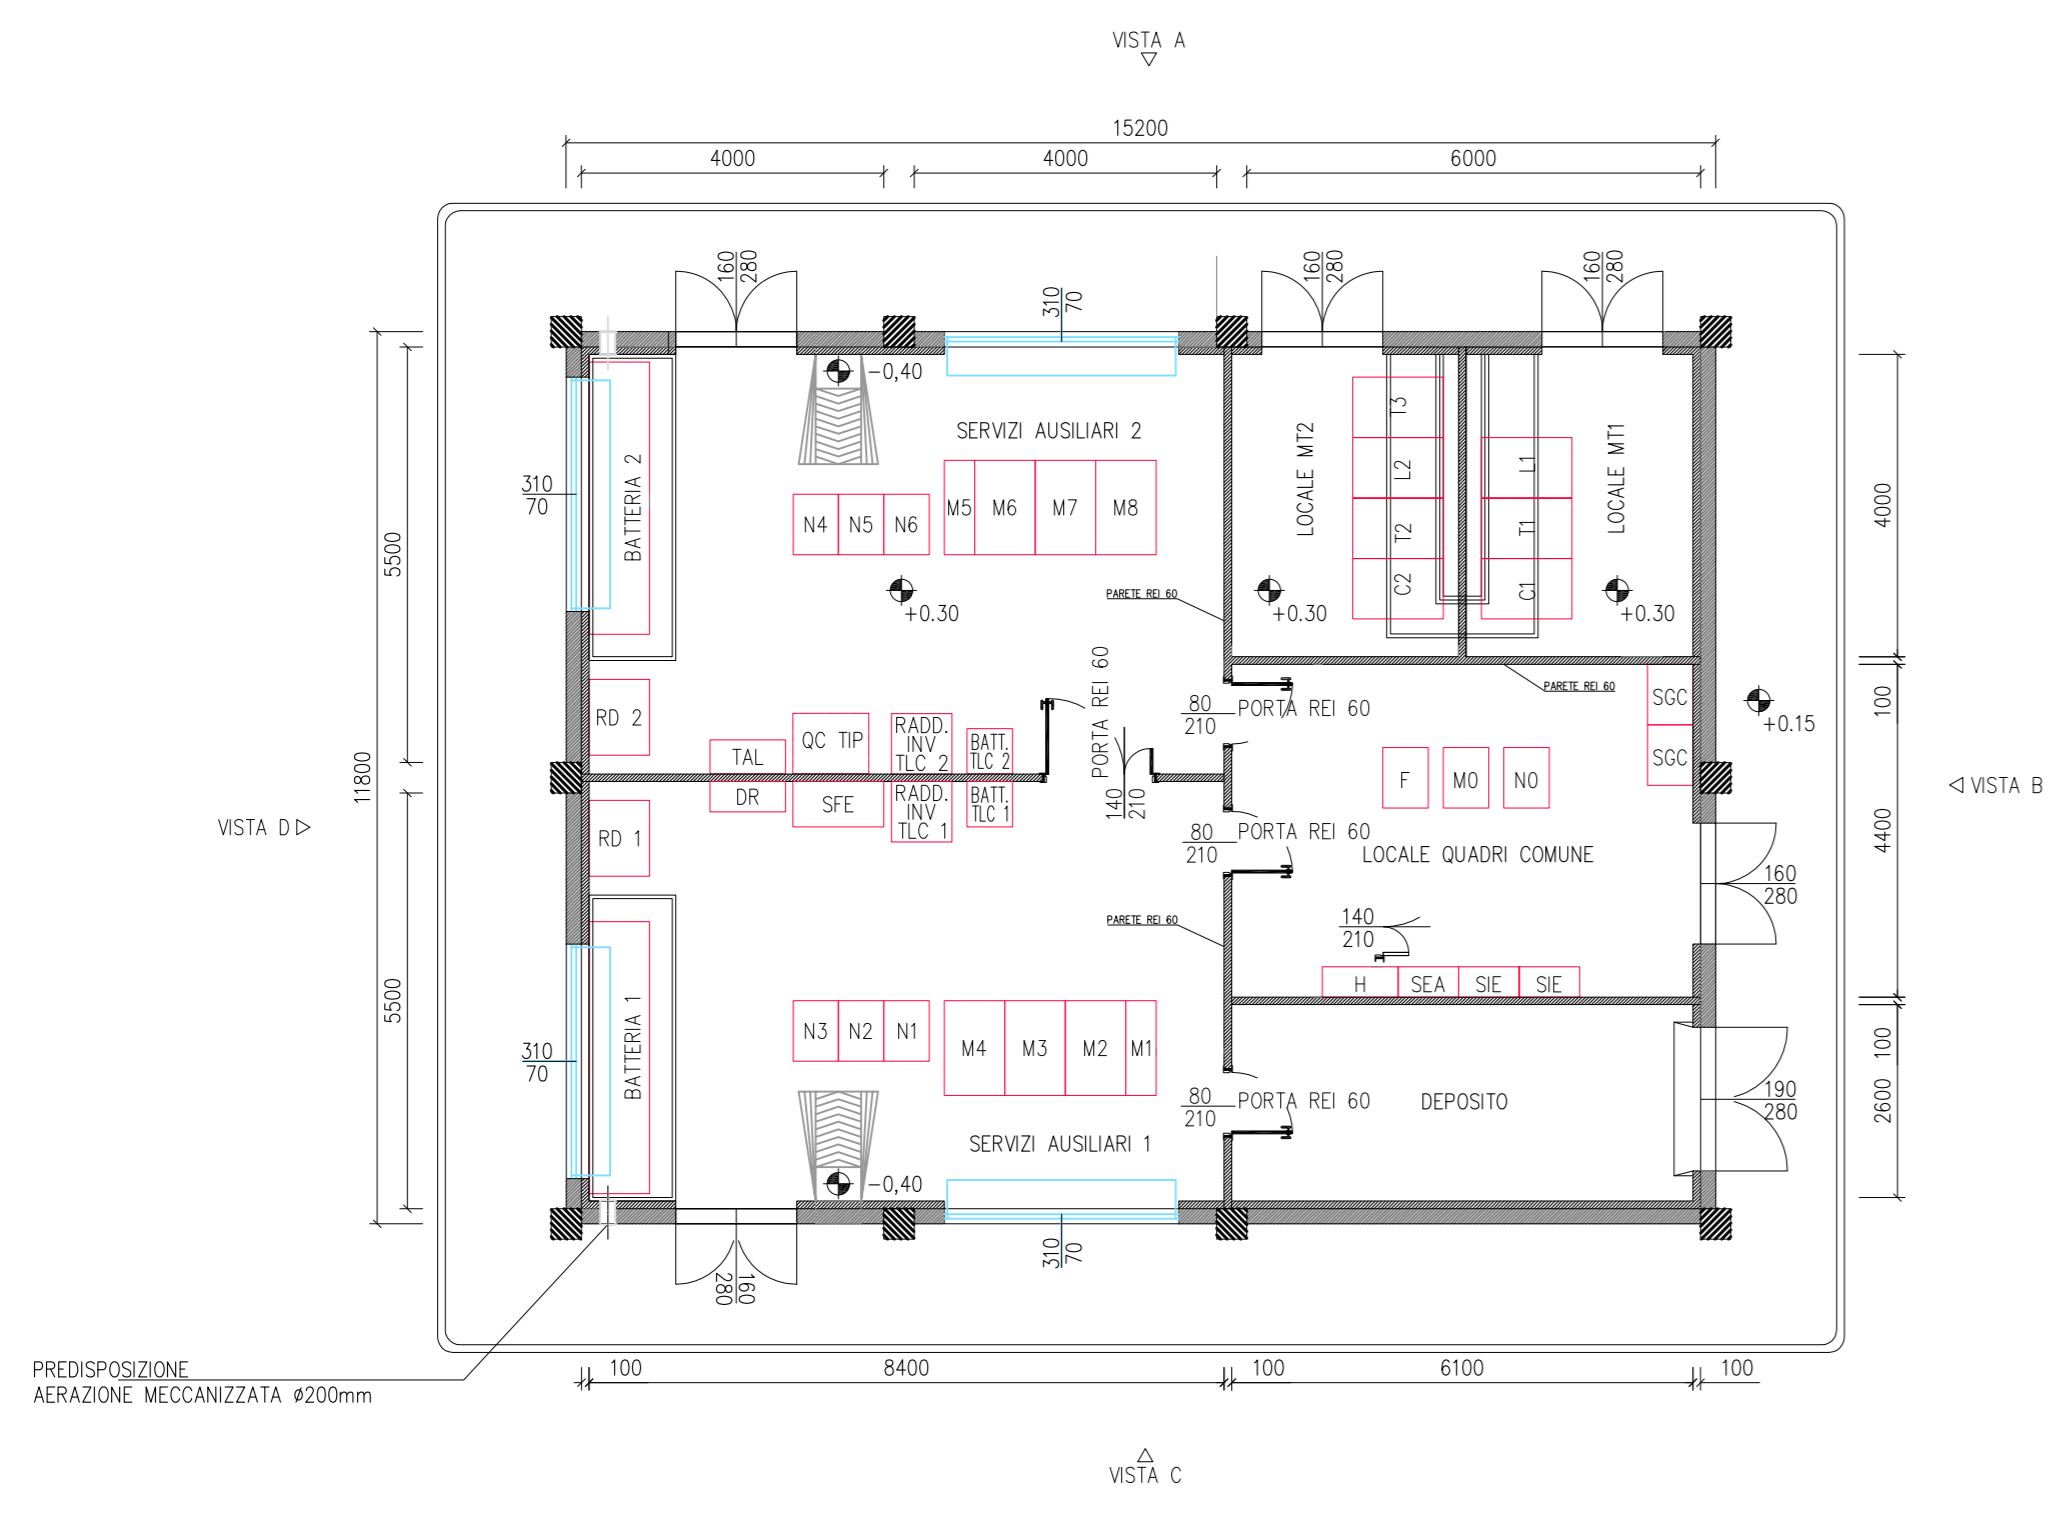 VISTA A
15200
4000
4000
6000
160
280
310
70
160
280
160
280
-0,40
SERVIZI AUSILIARI 2
BATTERIA 2
310
70
N4
N5
N6
M5
M6
M7
M8
LOCALE MT2
T3
L2
T2
C2
L1
T1
C1
LOCALE MT1
4000
5500
+0.30
PARETE REI 60
+0.30
+0.30
PORTA REI 60
80
210
PORTA REI 60
PARETE REI 60
SGC
SGC
+0.15
100
RD 2
TAL
QC TIP
RADD.
INV
TLC 2
BATT.
TLC 2
11800
VISTA D
VISTA B
RD 1
DR
SFE
RADD.
INV
TLC 1
BATT.
TLC 1
140
210
80
210
PORTA REI 60
F
M0
N0
LOCALE QUADRI COMUNE
4400
160
280
PARETE REI 60
140
210
H
SEA
SIE
SIE
5500
310
70
BATTERIA 1
N3
N2
N1
M4
M3
M2
M1
100
80
210
PORTA REI 60
DEPOSITO
190
280
2600
SERVIZI AUSILIARI 1
-0,40
160
280
310
70
PREDISPOSIZIONE
AERAZIONE MECCANIZZATA ø200mm
100
8400
100
6100
100
VISTA C